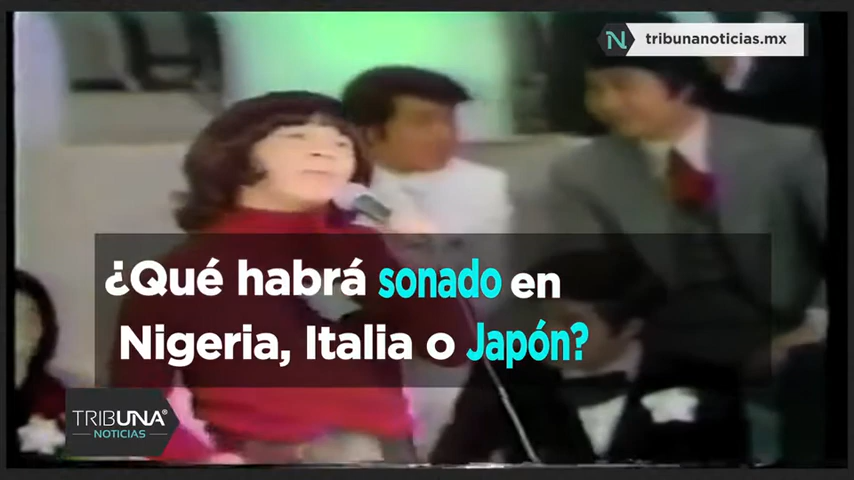 N tribunanoticias.mx
¿Qué habrá sonado en
Nigeria, Italia o Japón?
TRIBUNA®
NOTICIAS